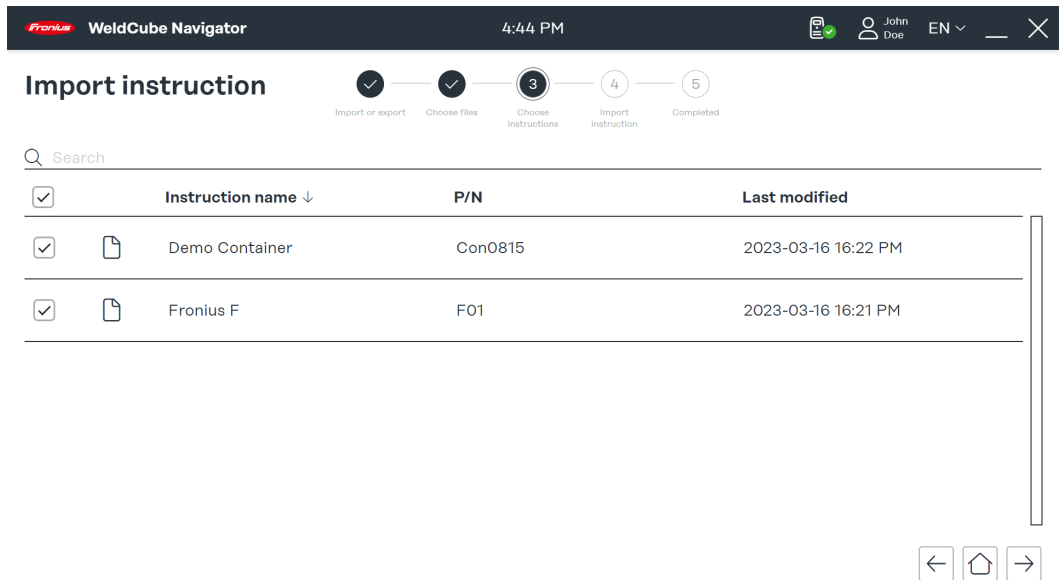 Fronius WeldCube Navigator 4:44 PM John Doe EN
Import instruction
3 4 5
Import or export Choose files Choose instructions Import instruction Completed
Search
Instruction name P/N Last modified
Demo Container Con0815 2023-03-16 16:22 PM
Fronius F F01 2023-03-16 16:21 PM